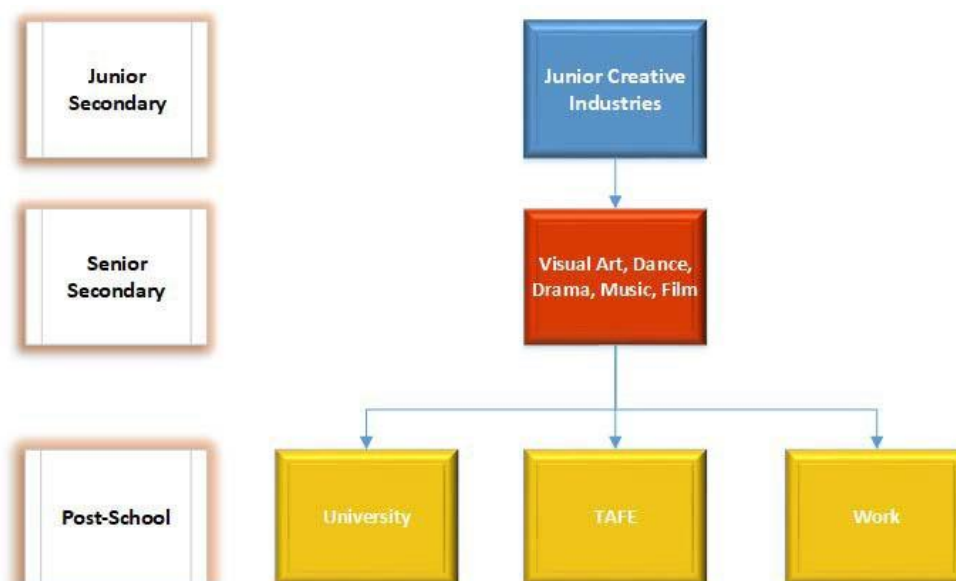 Junior
Secondary
Junior Creative
Industries
Senior
Secondary
Visual Art, Dance,
Drama, Music, Film
Post-School
University
TAFE
Work